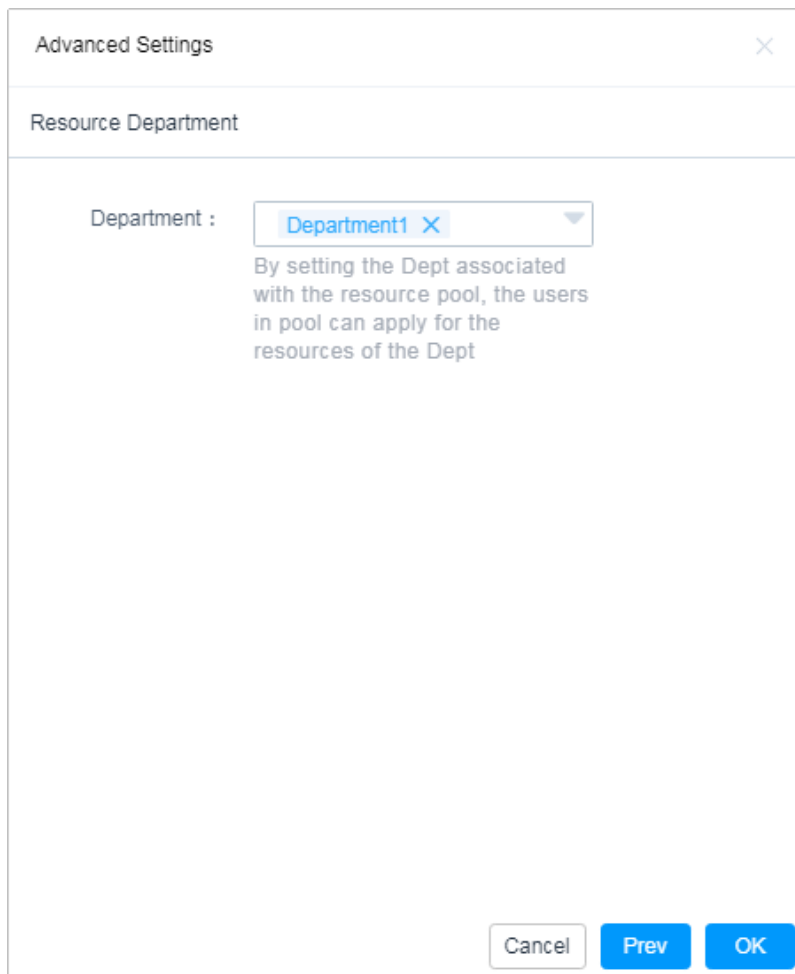 Advanced Settings
Resource Department
Department :
Department1
By setting the Dept associated
with the resource pool, the users
in pool can apply for the
resources of the Dept
Cancel Prev OK